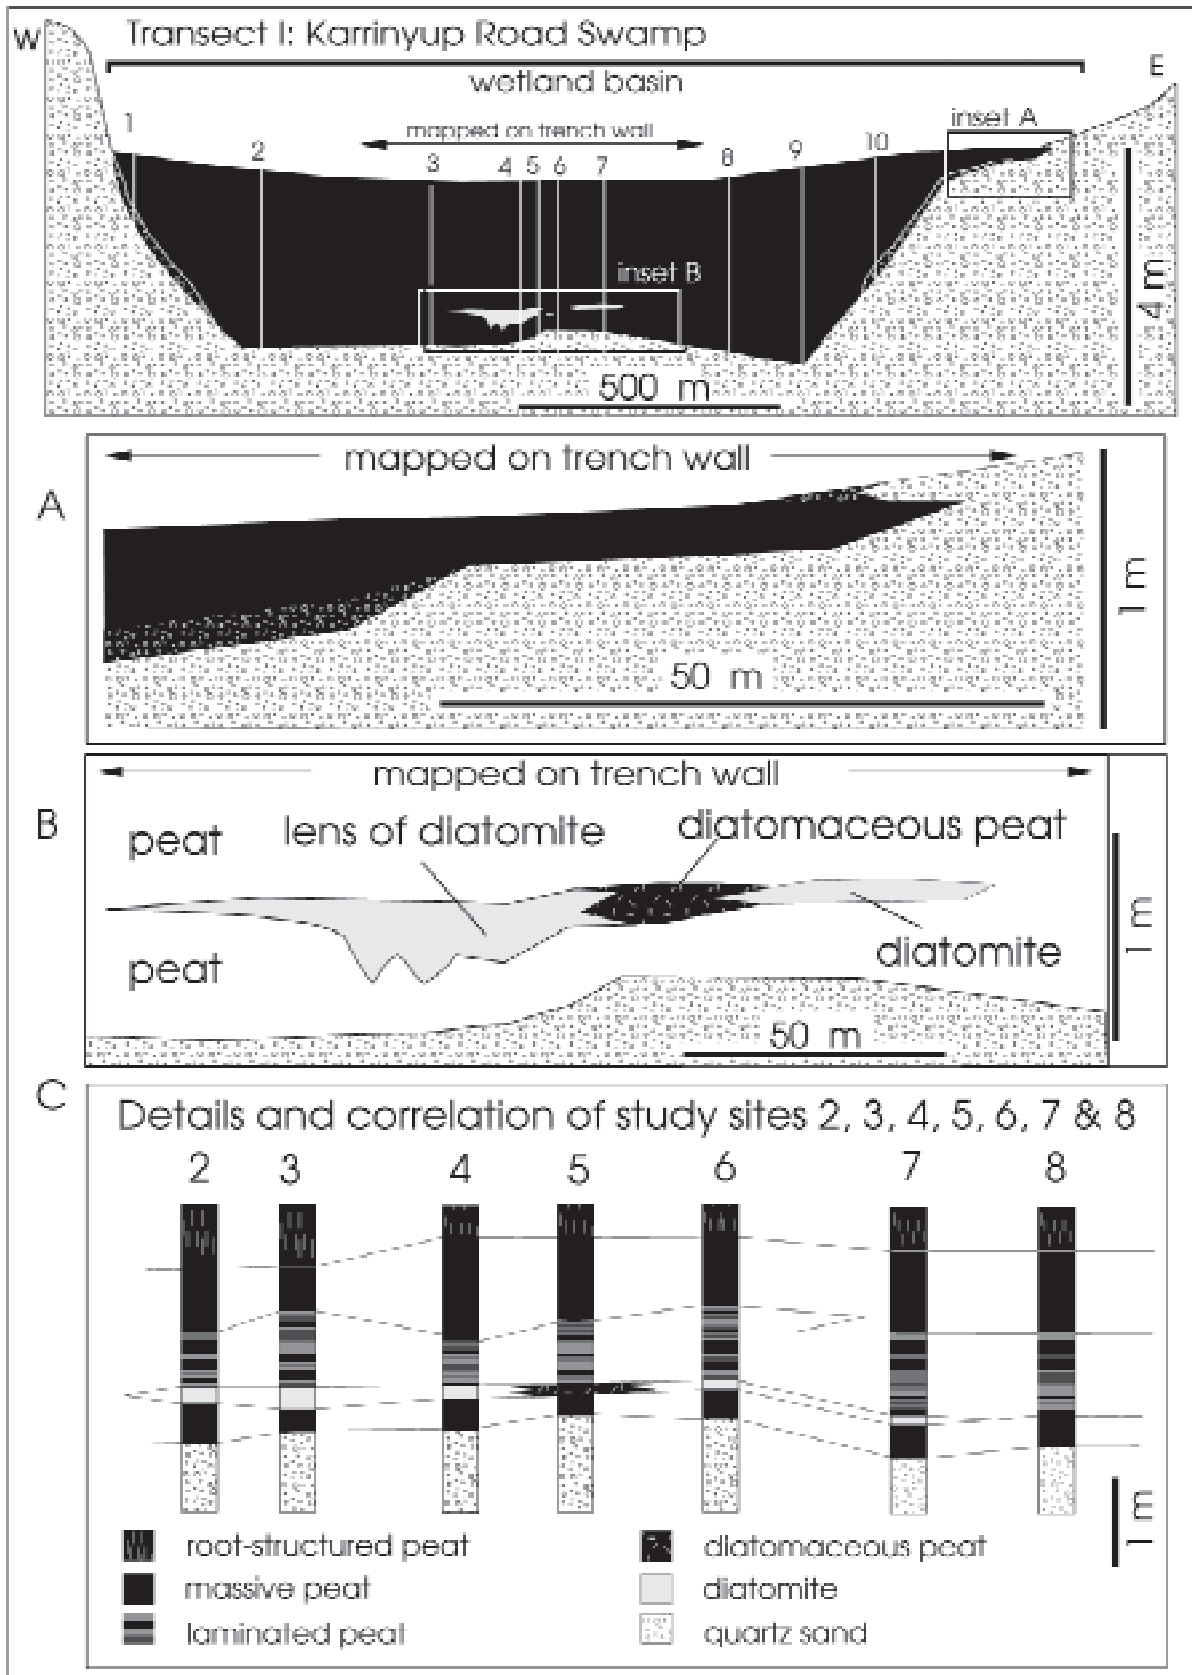 W
Transect I: Karrinyup Road Swamp
E
wetland basin
inset A
mapped on trench wall
1
2
3
4
5
6
7
8
9
10
inset B
4 m
500 m
A
mapped on trench wall
1 m
50 m
B
mapped on trench wall
peat
lens of diatomite
diatomaceous peat
peat
diatomite
1 m
50 m
C
Details and correlation of study sites 2, 3, 4, 5, 6, 7 & 8
2 3 4 5 6 7 8
1 m
root-structured peat
massive peat
laminated peat
diatomaceous peat
diatomite
quartz sand